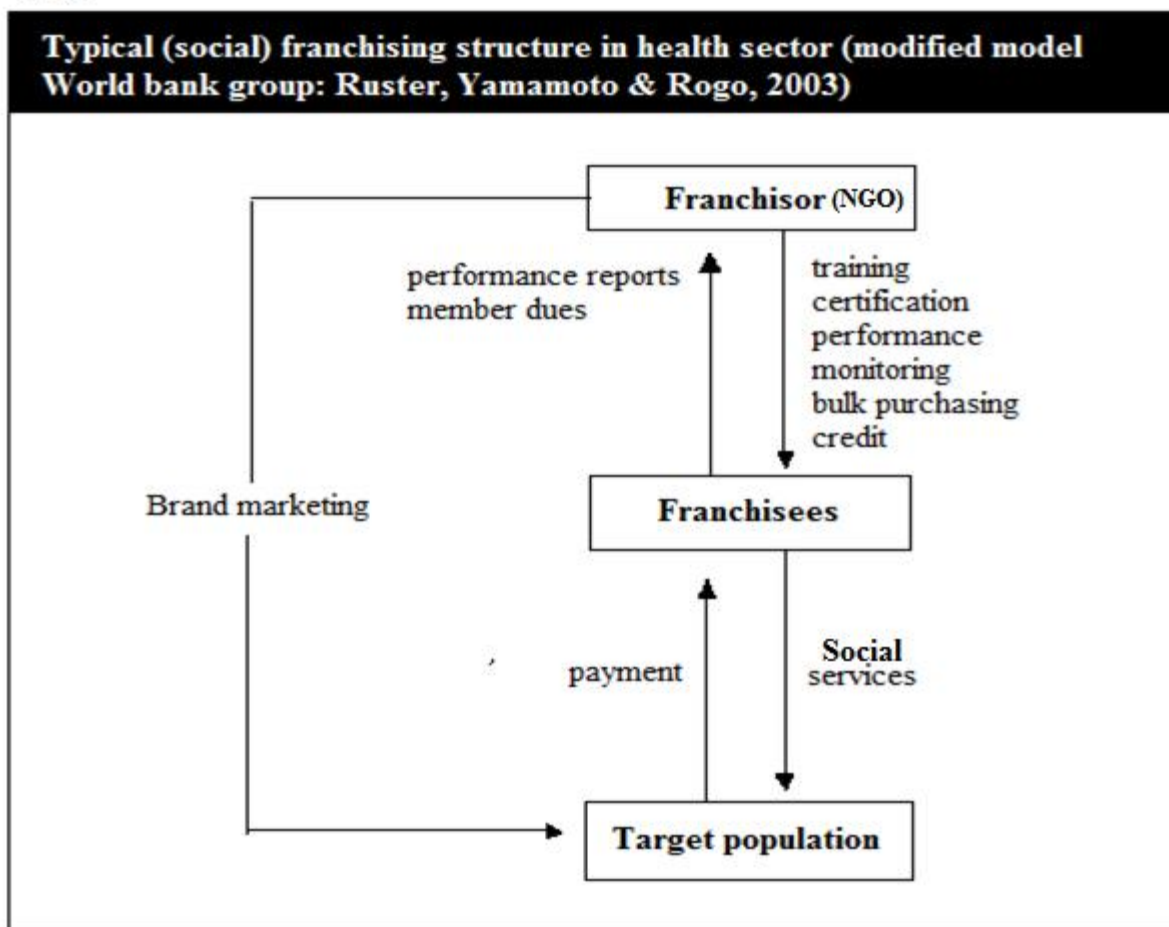 Typical (social) franchising structure in health sector (modified model
World bank group: Ruster, Yamamoto & Rogo, 2003)
Franchisor (NGO)
performance reports
member dues
training
certification
performance
monitoring
bulk purchasing
credit
Brand marketing
Franchisees
payment
Social
services
Target population